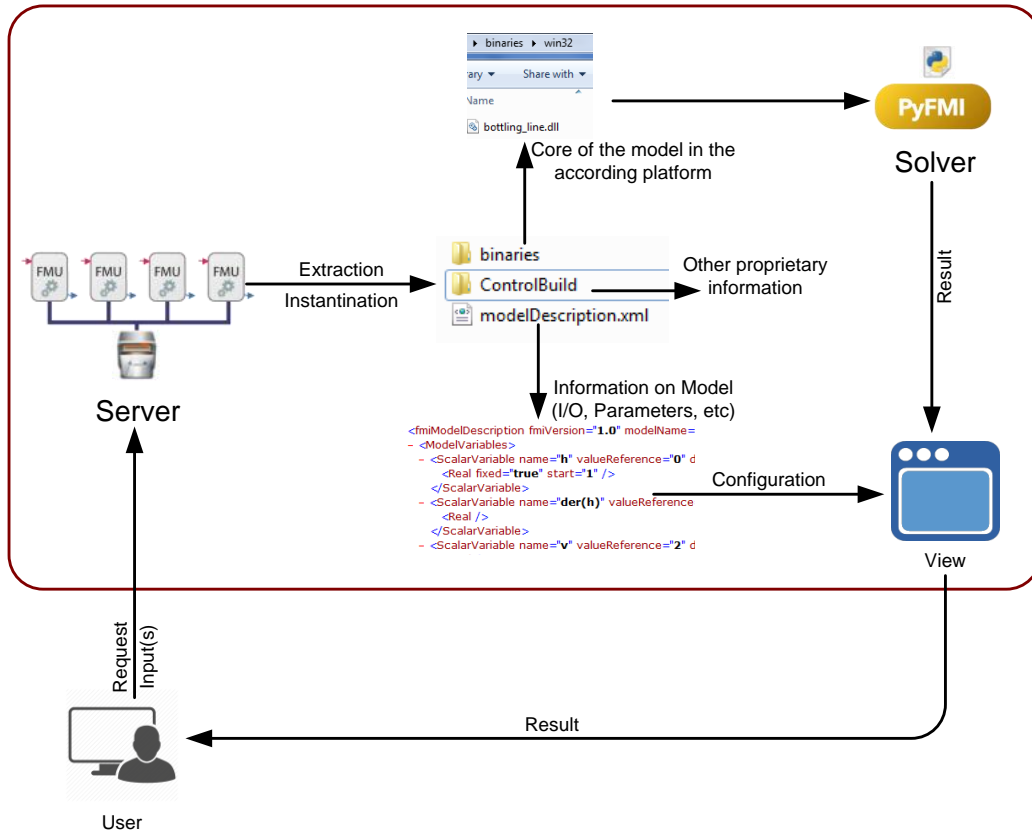 binaries win32
ary Share with
Name
bottling_line.dll
PyFMI
Solver
Core of the model in the
according platform
FMU FMU FMU FMU
Server
Extraction
Instantination
binaries
ControlBuild
modelDescription.xml
Other proprietary
information
Result
Information on Model
(I/O, Parameters, etc)
<fmiModelDescription fmiVersion="1.0" modelName=
– <ModelVariables>
– <ScalarVariable name="h" valueReference="0" d
<Real fixed="true" start="1" />
</ScalarVariable>
– <ScalarVariable name="der(h)" valueReference
<Real />
</ScalarVariable>
– <ScalarVariable name="v" valueReference="2" d
Configuration
View
Request
Input(s)
Result
User